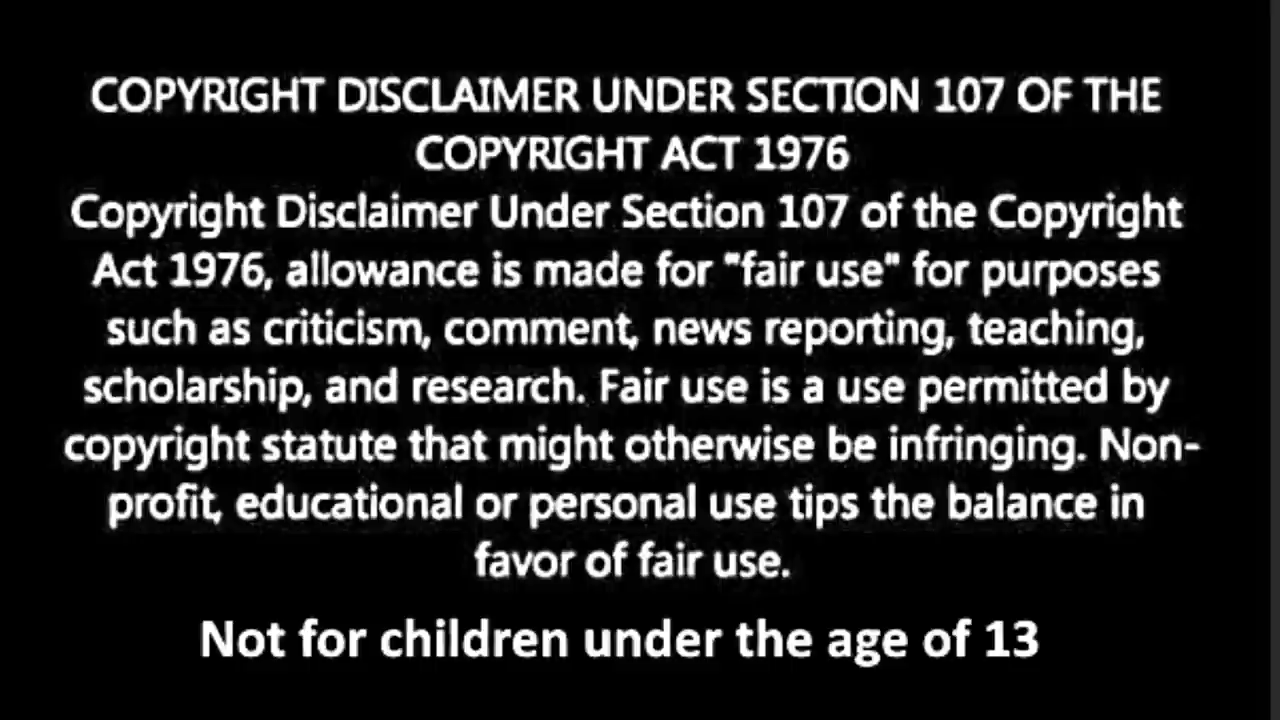 COPYRIGHT DISCLAIMER UNDER SECTION 107 OF THE
COPYRIGHT ACT 1976
Copyright Disclaimer Under Section 107 of the Copyright
Act 1976, allowance is made for "fair use" for purposes
such as criticism, comment, news reporting, teaching,
scholarship, and research. Fair use is a use permitted by
copyright statute that might otherwise be infringing. Non-
profit, educational or personal use tips the balance in
favor of fair use.
Not for children under the age of 13